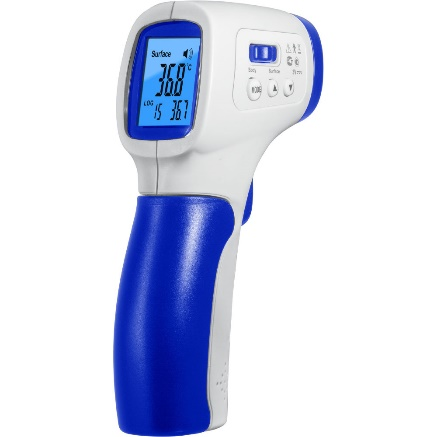 Surface
36.8 °C
LOG
15 36.7
Body Surface
MODE